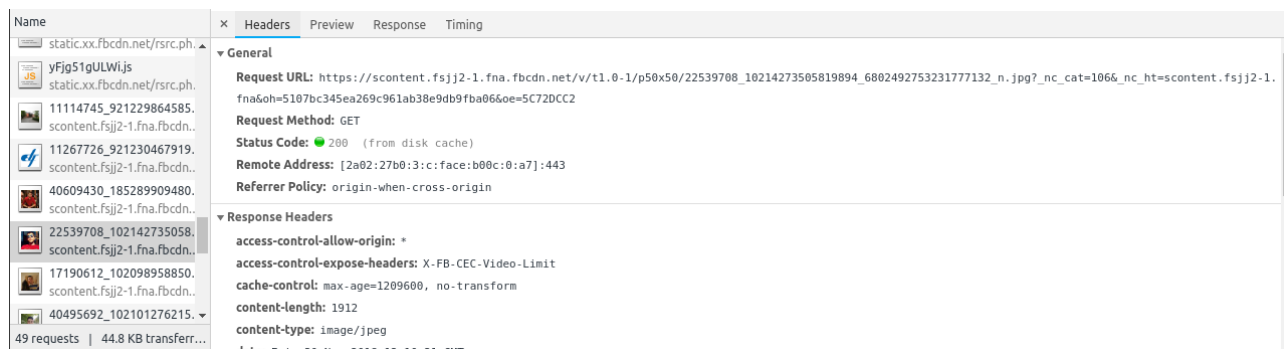 Name
static.xx.fbcdn.net/rsrc.ph.
yFjg51gULWi.js
static.xx.fbcdn.net/rsrc.ph.
11114745_921229864585.
scontent.fsjj2-1.fna.fbcdn..
11267726_921230467919.
scontent.fsjj2-1.fna.fbcdn..
40609430_185289909480.
scontent.fsjj2-1.fna.fbcdn..
22539708_102142735058.
scontent.fsjj2-1.fna.fbcdn..
17190612_102098958850.
scontent.fsjj2-1.fna.fbcdn..
40495692_102101276215.
49 requests | 44.8 KB transferr...
× Headers Preview Response Timing
General
Request URL: https://scontent.fsjj2-1.fna.fbcdn.net/v/t1.0-1/p50x50/22539708_10214273505819894_6802492753231777132_n.jpg?_nc_cat=106&_nc_ht=scontent.fsjj2-1.
fna&oh=5107bc345ea269c961ab38e9db9fba06&oe=5C72DCC2
Request Method: GET
Status Code: 200 (from disk cache)
Remote Address: [2a02:27b0:3:c:face:b00c:0:a7]:443
Referrer Policy: origin-when-cross-origin
Response Headers
access-control-allow-origin: *
access-control-expose-headers: X-FB-CEC-Video-Limit
cache-control: max-age=1209600, no-transform
content-length: 1912
content-type: image/jpeg